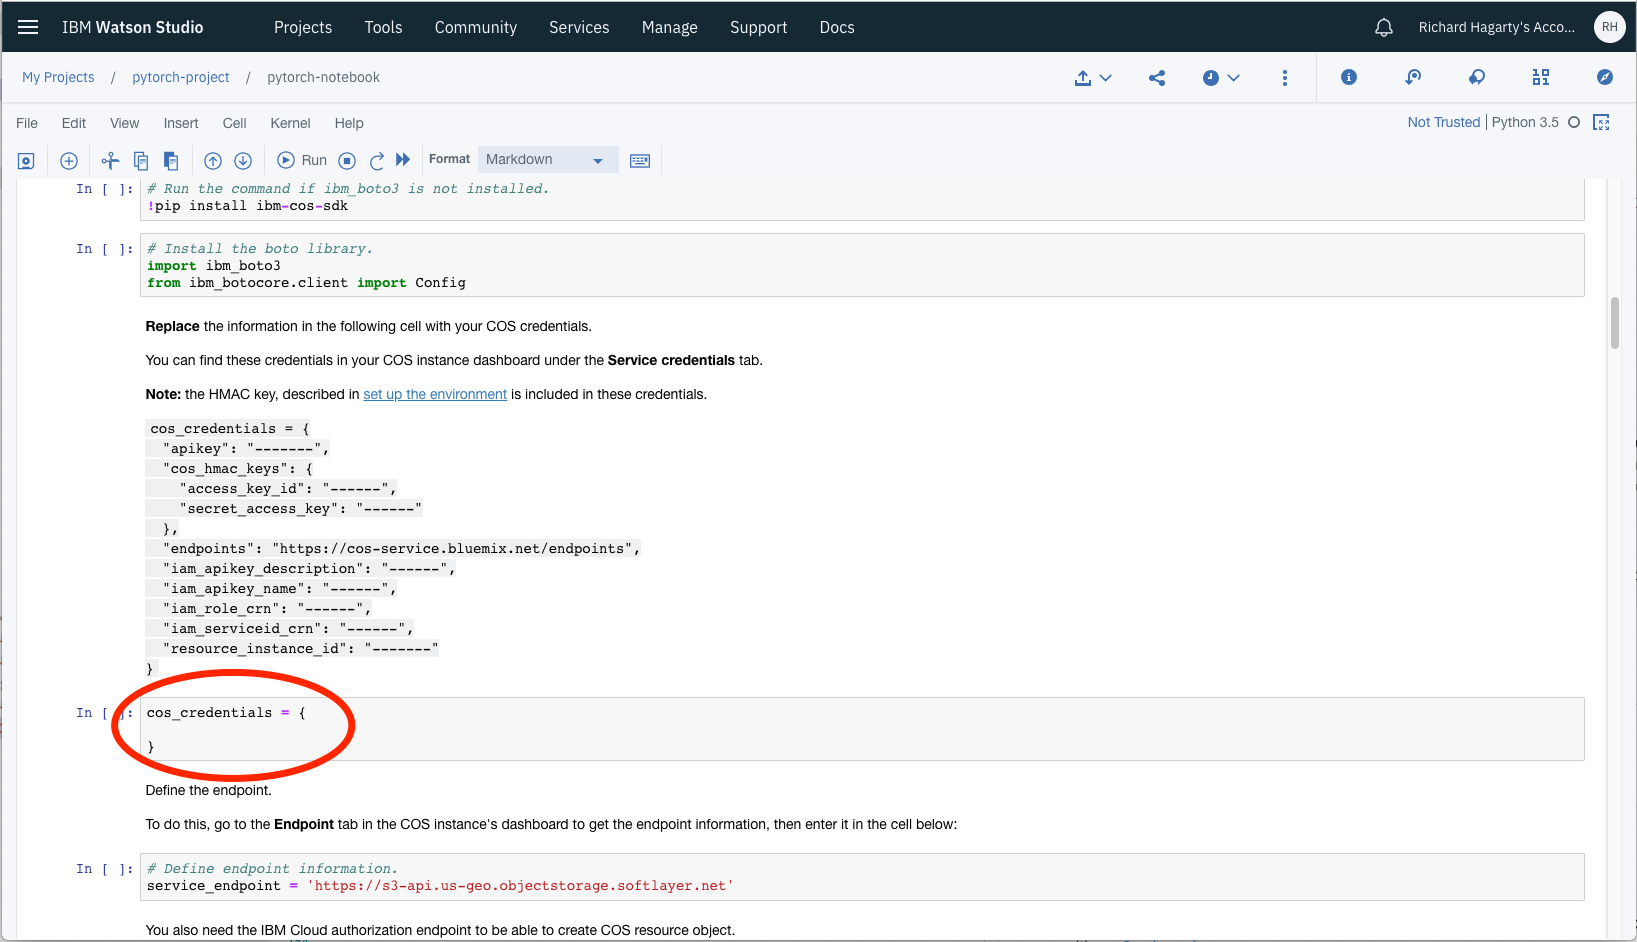 IBM Watson Studio Projects Tools Community Services Manage Support Docs Richard Hagarty's Acco... RH
My Projects / pytorch-project / pytorch-notebook
File Edit View Insert Cell Kernel Help Not Trusted | Python 3.5
Run Format Markdown
In [ ]: # Run the command if ibm_boto3 is not installed.
!pip install ibm-cos-sdk
In [ ]: # Install the boto library.
import ibm_boto3
from ibm_botocore.client import Config
Replace the information in the following cell with your COS credentials.
You can find these credentials in your COS instance dashboard under the Service credentials tab.
Note: the HMAC key, described in set up the environment is included in these credentials.
cos_credentials = {
"apikey": "-------",
"cos_hmac_keys": {
"access_key_id": "------",
"secret_access_key": "------"
},
"endpoints": "https://cos-service.bluemix.net/endpoints",
"iam_apikey_description": "------",
"iam_apikey_name": "------",
"iam_role_crn": "------",
"iam_serviceid_crn": "------",
"resource_instance_id": "-------"
}
In [ ]: cos_credentials = {
}
Define the endpoint.
To do this, go to the Endpoint tab in the COS instance's dashboard to get the endpoint information, then enter it in the cell below:
In [ ]: # Define endpoint information.
service_endpoint = 'https://s3-api.us-geo.objectstorage.softlayer.net'
You also need the IBM Cloud authorization endpoint to be able to create COS resource object.